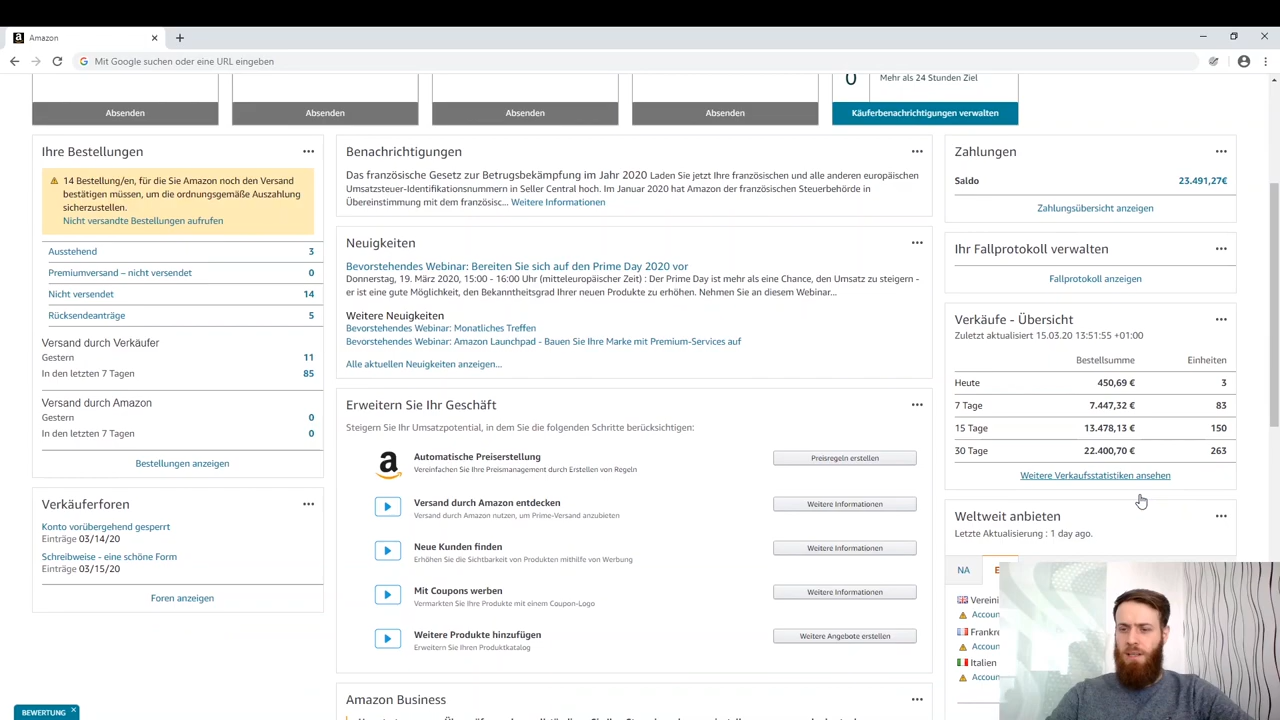 Amazon
Mit Google suchen oder eine URL eingeben
0 Mehr als 24 Stunden Ziel
Absenden
Absenden
Absenden
Absenden
Käuferbenachrichtigungen verwalten
Ihre Bestellungen
14 Bestellung/en, für die Sie Amazon noch den Versand
bestätigen müssen, um die ordnungsgemäße Auszahlung
sicherzustellen.
Nicht versandte Bestellungen aufrufen
Ausstehend 3
Premiumversand – nicht versendet 0
Nicht versendet 14
Rücksendeanträge 5
Versand durch Verkäufer
Gestern 11
In den letzten 7 Tagen 85
Versand durch Amazon
Gestern 0
In den letzten 7 Tagen 0
Bestellungen anzeigen
Verkäuferforen
Konto vorübergehend gesperrt
Einträge 03/14/20
Schreibweise - eine schöne Form
Einträge 03/15/20
Foren anzeigen
BEWERTUNG
Benachrichtigungen
Das französische Gesetz zur Betrugsbekämpfung im Jahr 2020 Laden Sie jetzt Ihre französischen und alle anderen europäischen
Umsatzsteuer-Identifikationsnummern in Seller Central hoch. Im Januar 2020 hat Amazon der französischen Steuerbehörde in
Übereinstimmung mit dem französisc... Weitere Informationen
Neuigkeiten
Bevorstehendes Webinar: Bereiten Sie sich auf den Prime Day 2020 vor
Donnerstag, 19. März 2020, 15:00 - 16:00 Uhr (mitteleuropäischer Zeit) : Der Prime Day ist mehr als eine Chance, den Umsatz zu steigern -
er ist eine gute Möglichkeit, den Bekanntheitsgrad Ihrer neuen Produkte zu erhöhen. Nehmen Sie an diesem Webinar...
Weitere Neuigkeiten
Bevorstehendes Webinar: Monatliches Treffen
Bevorstehendes Webinar: Amazon Launchpad - Bauen Sie Ihre Marke mit Premium-Services auf
Alle aktuellen Neuigkeiten anzeigen...
Erweitern Sie Ihr Geschäft
Steigern Sie Ihr Umsatzpotential, in dem Sie die folgenden Schritte berücksichtigen:
Automatische Preiserstellung
Vereinfachen Sie Ihre Preismanagement durch Erstellen von Regeln
Preisregeln erstellen
Versand durch Amazon entdecken
Versand durch Amazon nutzen, um Prime-Versand anzubieten
Weitere Informationen
Neue Kunden finden
Erhöhen Sie die Sichtbarkeit von Produkten mithilfe von Werbung
Weitere Informationen
Mit Coupons werben
Vermarkten Sie Ihre Produkte mit einem Coupon-Logo
Weitere Informationen
Weitere Produkte hinzufügen
Erweitern Sie Ihren Produktkatalog
Weitere Angebote erstellen
Amazon Business
Zahlungen
Saldo 23.491,27€
Zahlungsübersicht anzeigen
Ihr Fallprotokoll verwalten
Fallprotokoll anzeigen
Verkäufe - Übersicht
Zuletzt aktualisiert 15.03.20 13:51:55 +01:00
Bestellsumme Einheiten
Heute 450,69 € 3
7 Tage 7.447,32 € 83
15 Tage 13.478,13 € 150
30 Tage 22.400,70 € 263
Weitere Verkaufsstatistiken ansehen
Weltweit anbieten
Letzte Aktualisierung : 1 day ago.
NA E
Vereini
Accoun
Frankre
Accoun
Italien
Accoun